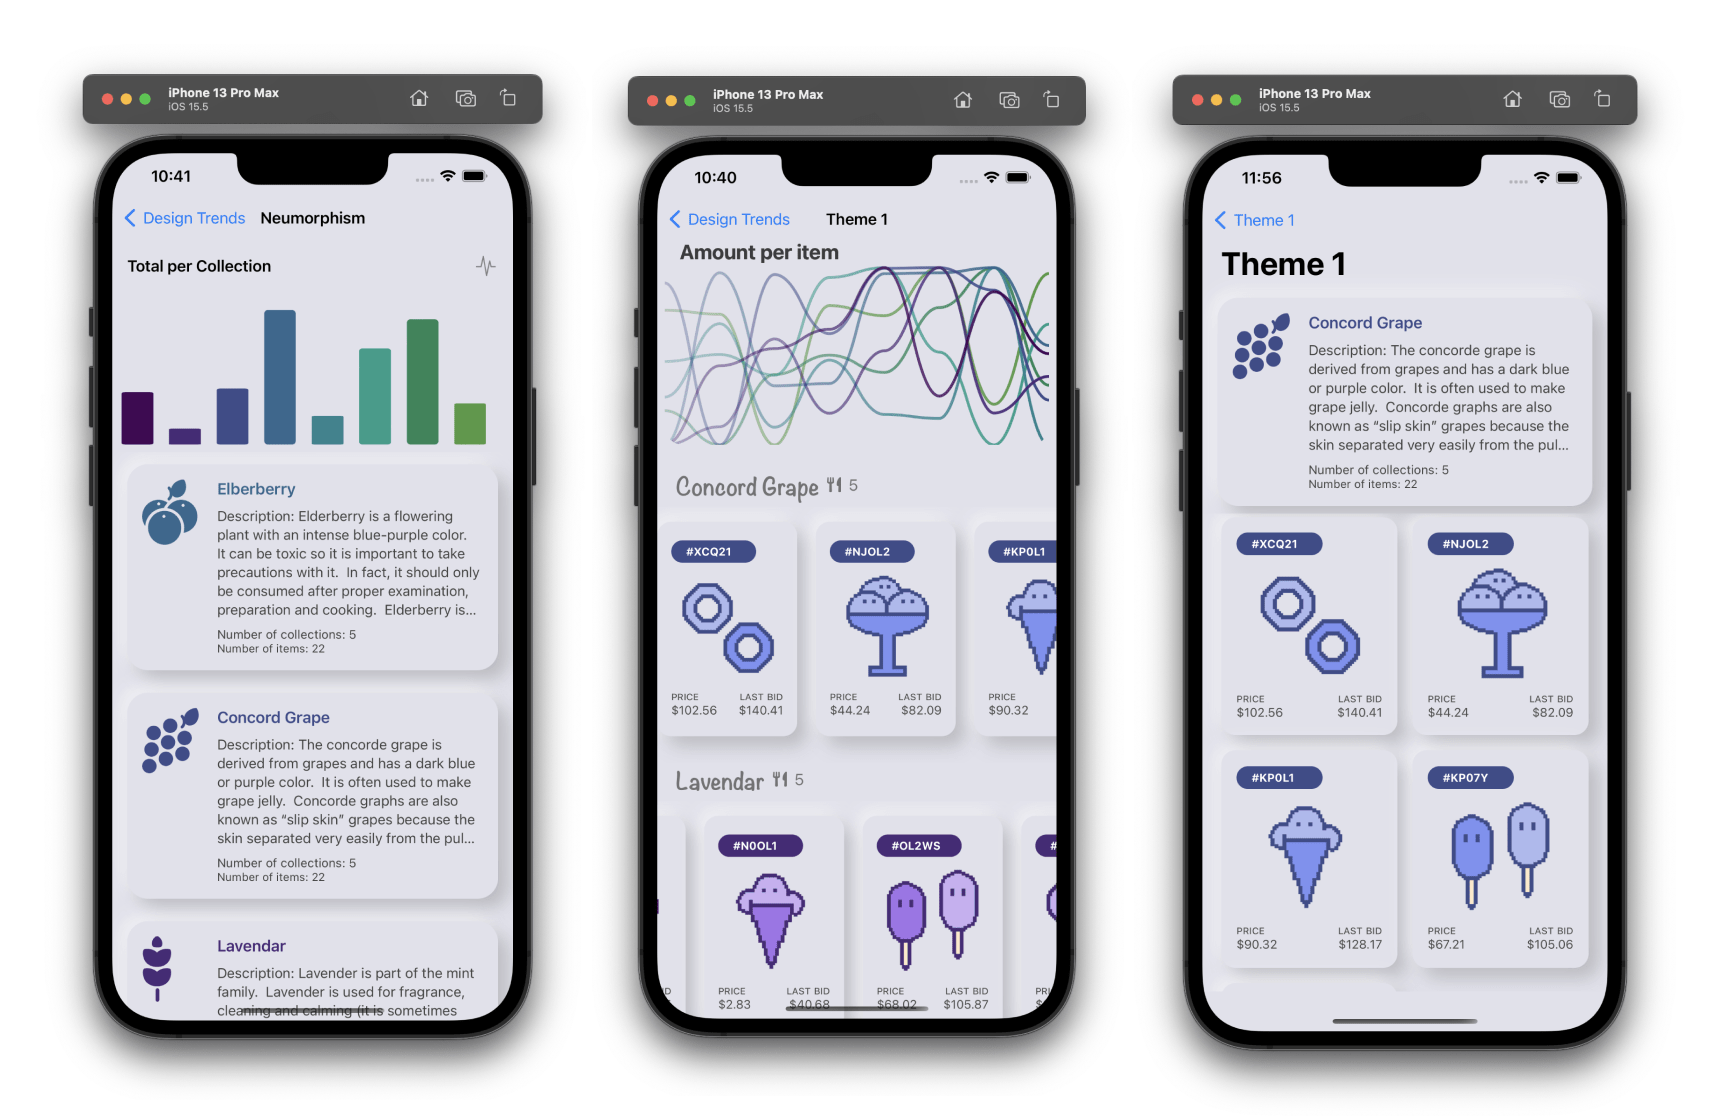 iPhone 13 Pro Max
iOS 15.5
10:41
Design Trends Neumorphism
Total per Collection
Elberberry
Description: Elderberry is a flowering
plant with an intense blue-purple color.
It can be toxic so it is important to take
precautions with it. In fact, it should only
be consumed after proper examination,
preparation and cooking. Elderberry is...
Number of collections: 5
Number of items: 22
Concord Grape
Description: The concorde grape is
derived from grapes and has a dark blue
or purple color. It is often used to make
grape jelly. Concorde graphs are also
known as “slip skin” grapes because the
skin separated very easily from the pul...
Number of collections: 5
Number of items: 22
Lavendar
Description: Lavender is part of the mint
family. Lavender is used for fragrance,
cleaning and calming (it is sometimes
iPhone 13 Pro Max
iOS 15.5
10:40
Design Trends Theme 1
Amount per item
Concord Grape 5
#XCQ21 #NJOL2 #KP0L1
PRICE LAST BID PRICE LAST BID PRICE
$102.56 $140.41 $44.24 $82.09 $90.32
Lavendar 5
#N0OL1 #OL2WS #
D PRICE LAST BID PRICE LAST BID PR
$2.83 $40.68 $68.02 $105.87 $
iPhone 13 Pro Max
iOS 15.5
11:56
Theme 1
Theme 1
Concord Grape
Description: The concorde grape is
derived from grapes and has a dark blue
or purple color. It is often used to make
grape jelly. Concorde graphs are also
known as “slip skin” grapes because the
skin separated very easily from the pul...
Number of collections: 5
Number of items: 22
#XCQ21 #NJOL2
PRICE LAST BID PRICE LAST BID
$102.56 $140.41 $44.24 $82.09
#KP0L1 #KP07Y
PRICE LAST BID PRICE LAST BID
$90.32 $128.17 $67.21 $105.06